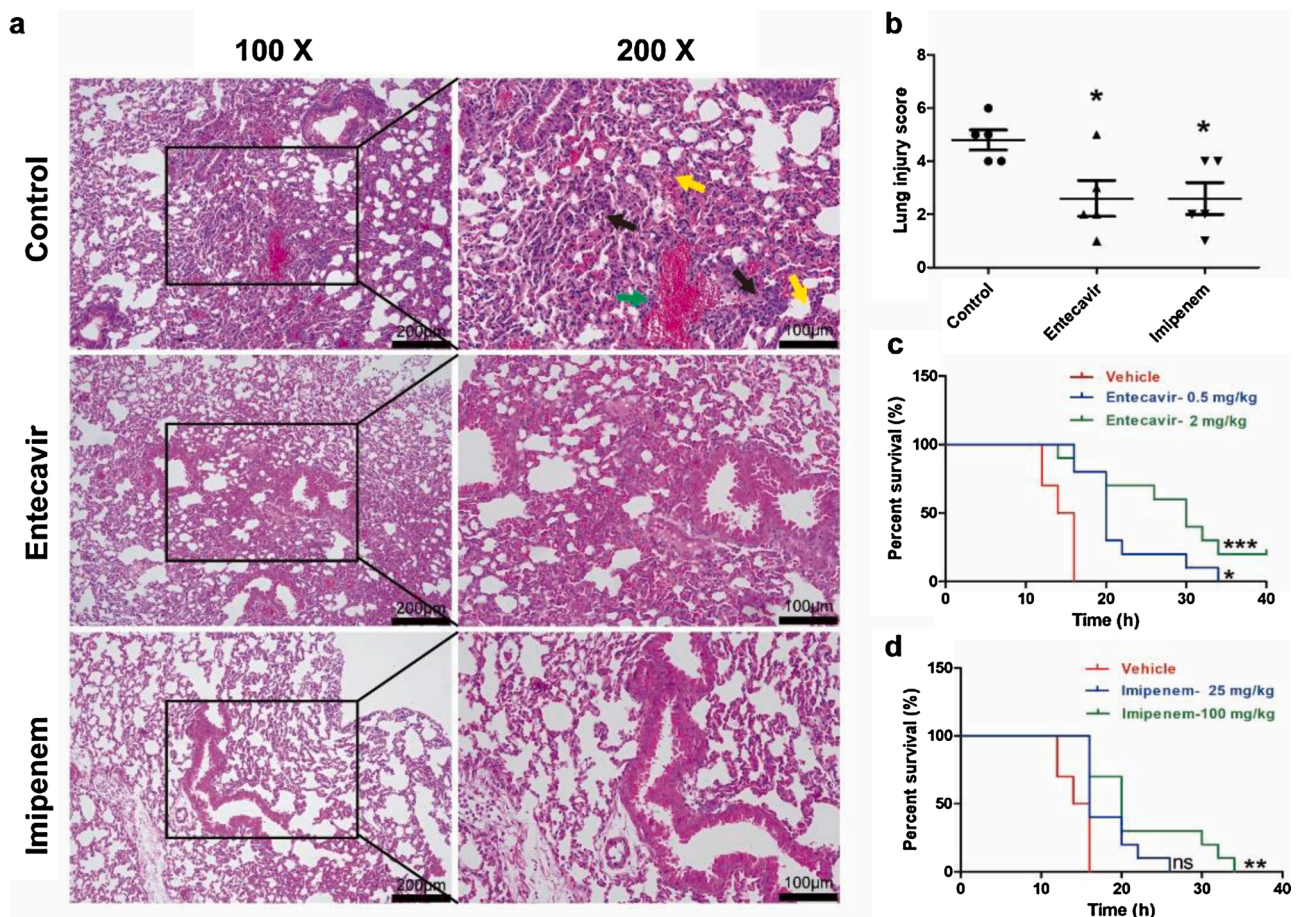 a
100 X
200 X
Control
200μm
100μm
Entecavir
200μm
100μm
Imipenem
200μm
100μm
b
Lung injury score
8
6
4
2
0
*
*
Control
Entecavir
Imipenem
c
Percent survival (%)
150
100
50
0
Vehicle
Entecavir- 0.5 mg/kg
Entecavir- 2 mg/kg
***
*
0 10 20 30 40
Time (h)
d
Percent survival (%)
150
100
50
0
Vehicle
Imipenem- 25 mg/kg
Imipenem-100 mg/kg
ns
**
0 10 20 30 40
Time (h)